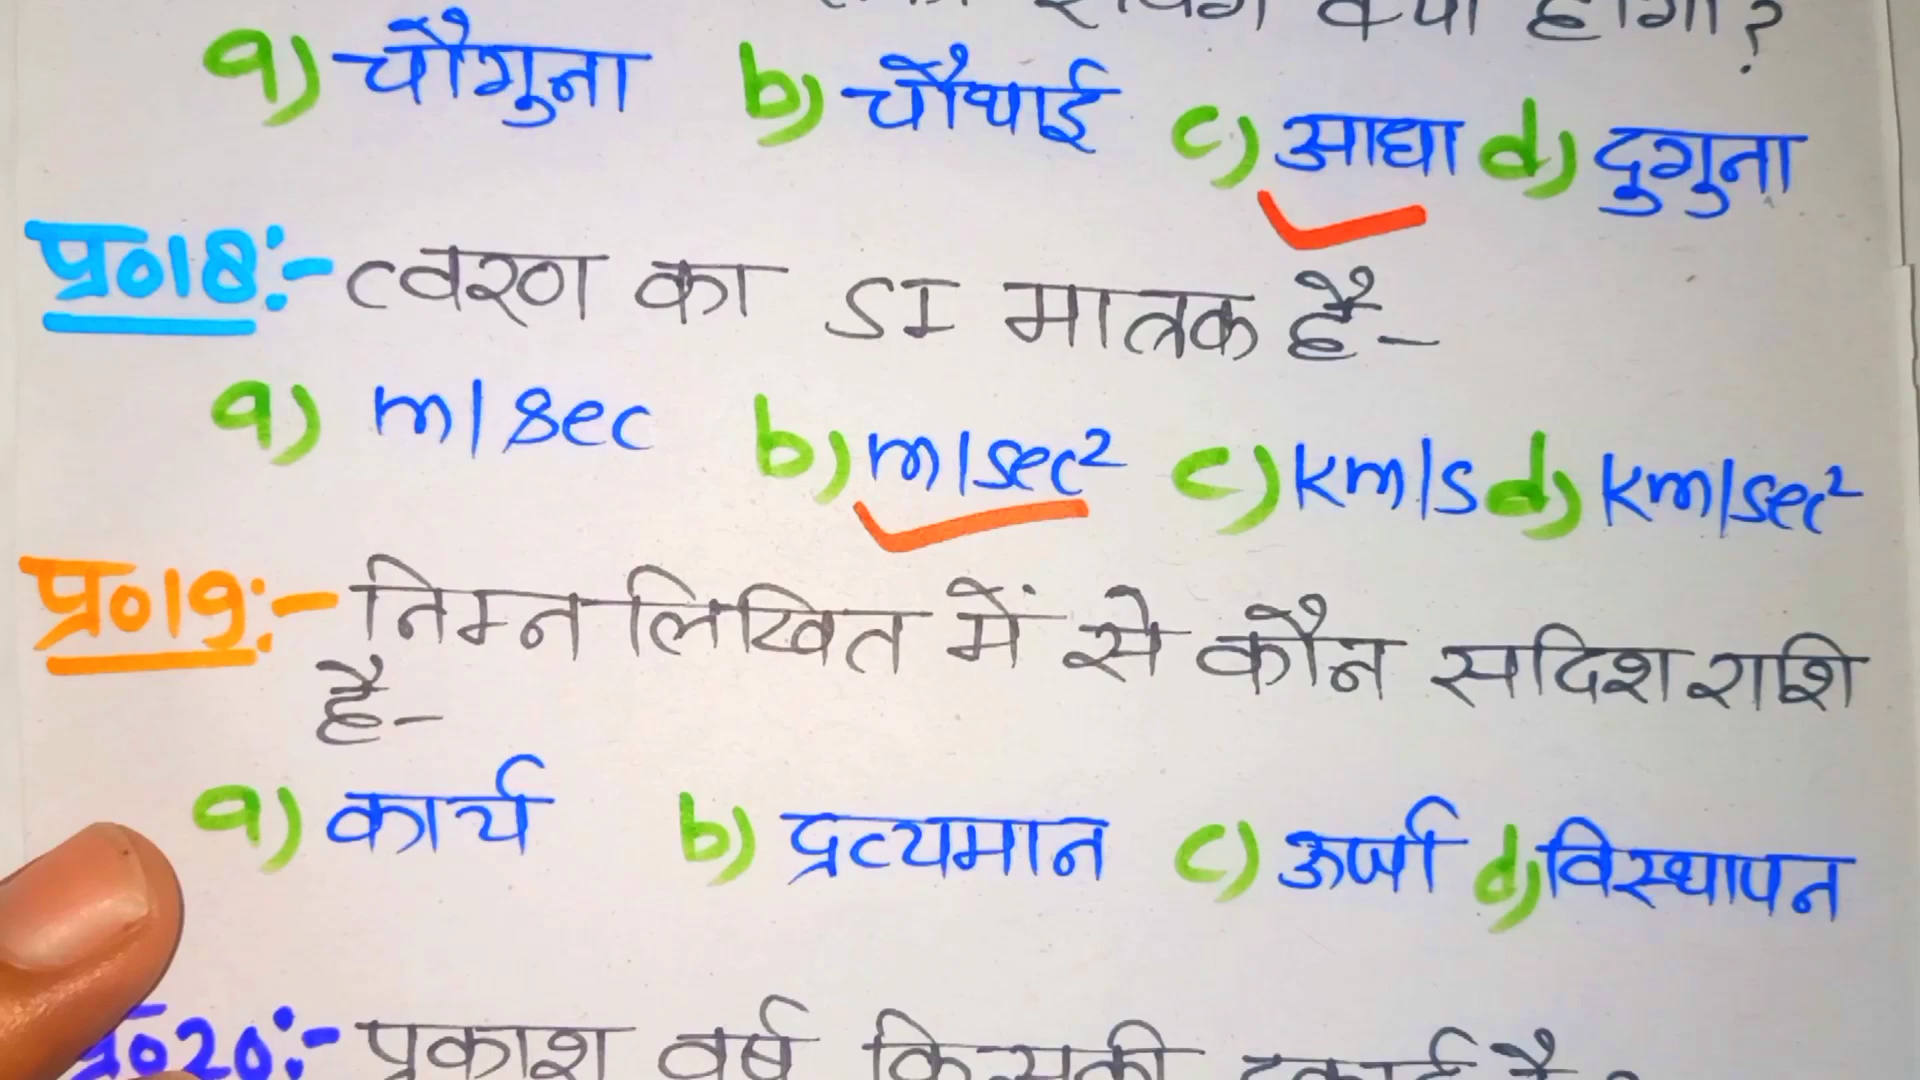 क्या होगा?
a) चौगुना b) चौथाई c) आधा d) दुगुना
प्र०18:- त्वरण का SI मात्रक है-
a) m/sec b) m/sec² c) km/s d) km/sec²
प्र०19:- निम्नलिखित में से कौन सदिश राशि
है-
a) कार्य b) द्रव्यमान c) ऊर्जा d) विस्थापन
प्र०20:- प्रकाश वर्ष किसकी इकाई है?